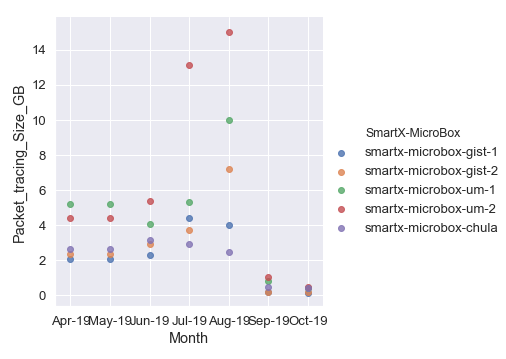 Packet_tracing_Size_GB
14
12
10
8
6
4
2
0
Apr-19 May-19 Jun-19 Jul-19 Aug-19 Sep-19 Oct-19
Month
SmartX-MicroBox
smartx-microbox-gist-1
smartx-microbox-gist-2
smartx-microbox-um-1
smartx-microbox-um-2
smartx-microbox-chula